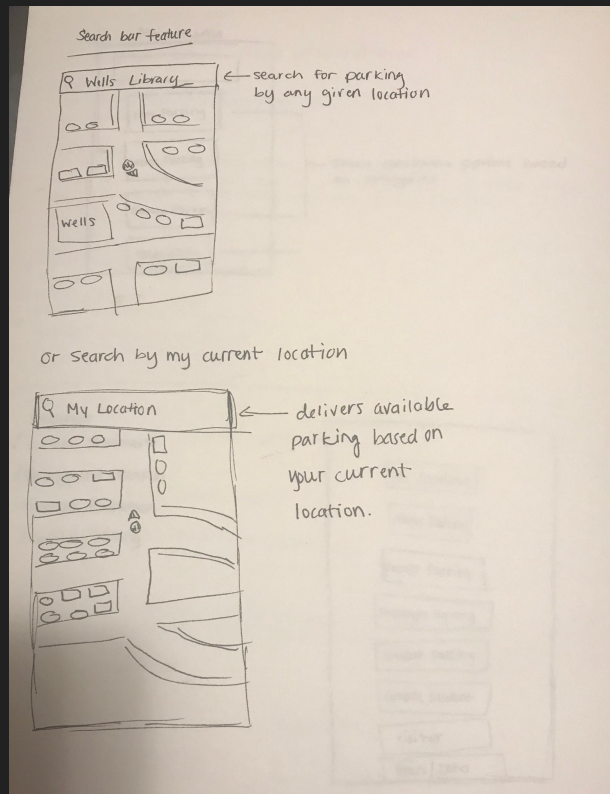 Search bar feature
Wells Library
search for parking
by any given location
Wells
or search by my current location
My Location
delivers available
parking based on
your current
location.